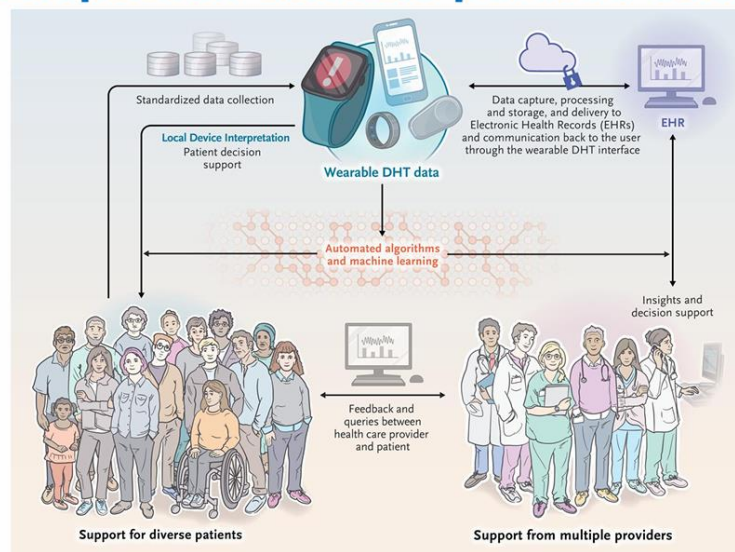 Standardized data collection
Local Device Interpretation
Patient decision
support
Wearable DHT data
Data capture, processing
and storage, and delivery to
Electronic Health Records (EHRs)
and communication back to the user
through the wearable DHT interface
EHR
Automated algorithms
and machine learning
Insights and
decision support
Feedback and
queries between
health care provider
and patient
Support for diverse patients
Support from multiple providers